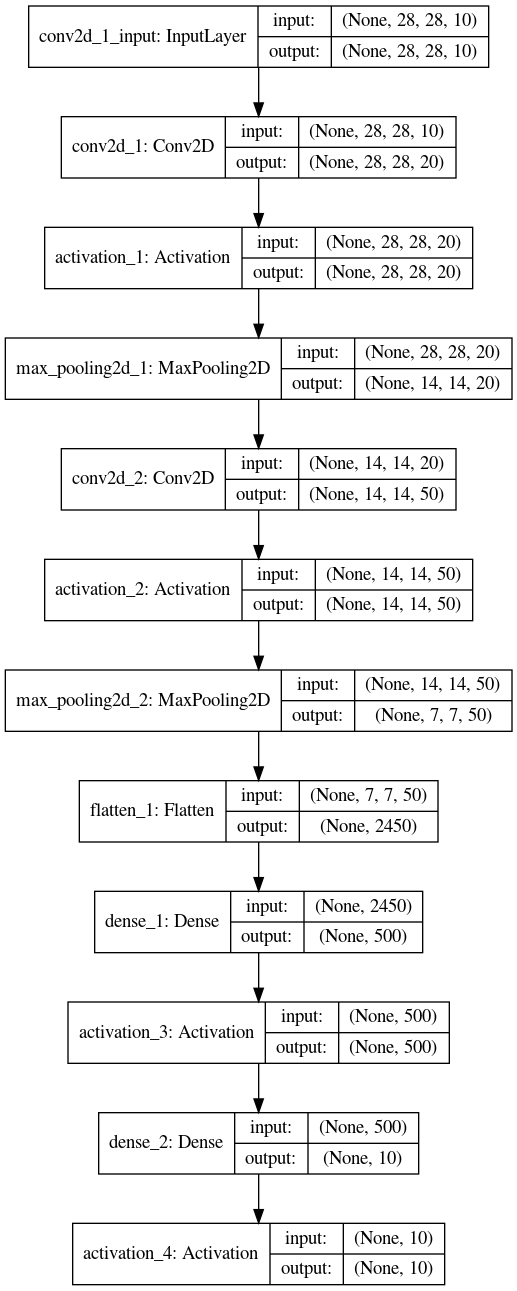 conv2d_1_input: InputLayer
input: (None, 28, 28, 10)
output: (None, 28, 28, 10)
conv2d_1: Conv2D
input: (None, 28, 28, 10)
output: (None, 28, 28, 20)
activation_1: Activation
input: (None, 28, 28, 20)
output: (None, 28, 28, 20)
max_pooling2d_1: MaxPooling2D
input: (None, 28, 28, 20)
output: (None, 14, 14, 20)
conv2d_2: Conv2D
input: (None, 14, 14, 20)
output: (None, 14, 14, 50)
activation_2: Activation
input: (None, 14, 14, 50)
output: (None, 14, 14, 50)
max_pooling2d_2: MaxPooling2D
input: (None, 14, 14, 50)
output: (None, 7, 7, 50)
flatten_1: Flatten
input: (None, 7, 7, 50)
output: (None, 2450)
dense_1: Dense
input: (None, 2450)
output: (None, 500)
activation_3: Activation
input: (None, 500)
output: (None, 500)
dense_2: Dense
input: (None, 500)
output: (None, 10)
activation_4: Activation
input: (None, 10)
output: (None, 10)